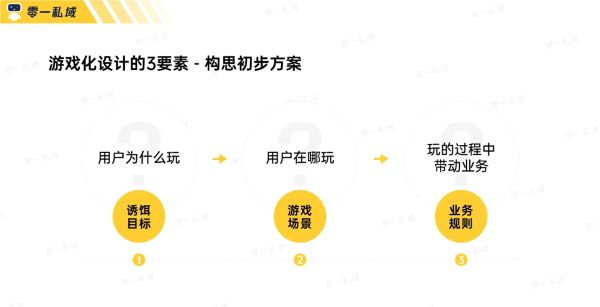 零一私域
游戏化设计的3要素 - 构思初步方案
用户为什么玩
用户在哪玩
玩的过程中
带动业务
诱饵
目标
游戏
场景
业务
规则
1
2
3